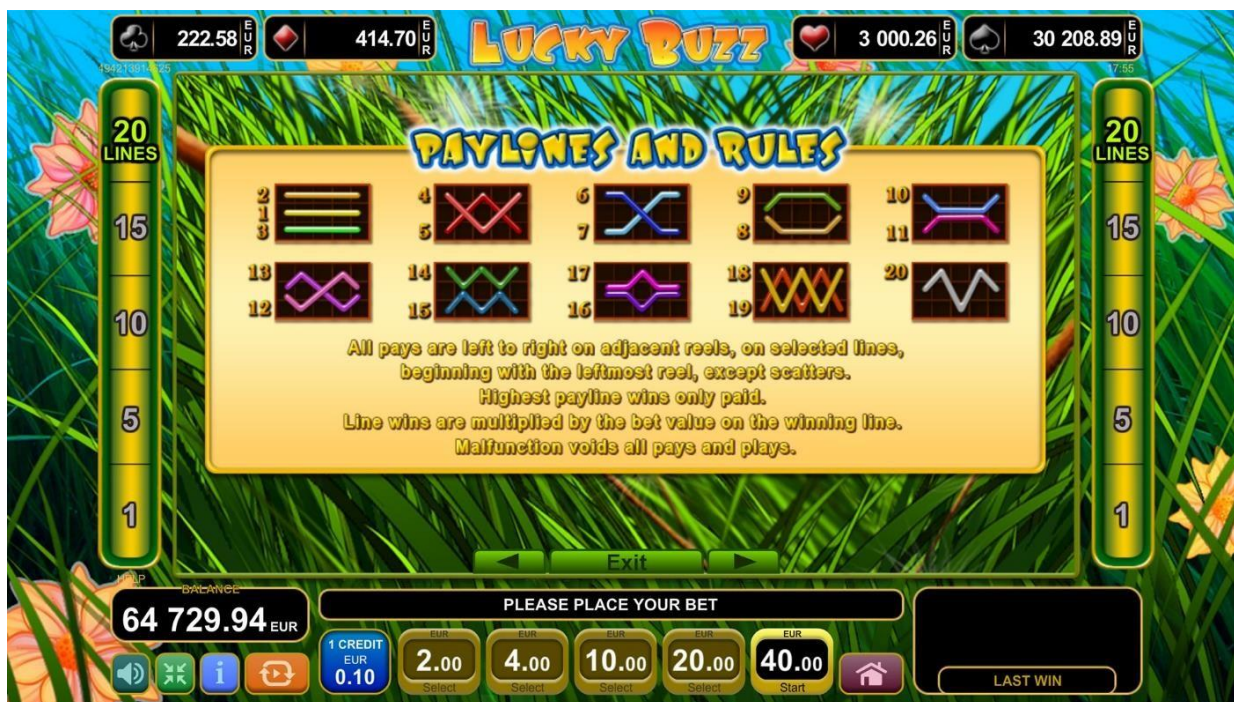 222.58 EUR
414.70 EUR
LUCKY BUZZ
3 000.26 EUR
30 208.89 EUR
17:55
20 LINES
15
10
5
1
PAYLINES AND RULES
2
1
3
4
5
6
7
9
8
10
11
13
12
14
15
17
16
18
19
20
All pays are left to right on adjacent reels, on selected lines,
beginning with the leftmost reel, except scatters.
Highest payline wins only paid.
Line wins are multiplied by the bet value on the winning line.
Malfunction voids all pays and plays.
20 LINES
15
10
5
1
Exit
HELP
BALANCE
64 729.94 EUR
PLEASE PLACE YOUR BET
1 CREDIT
EUR
0.10
EUR
2.00
Select
EUR
4.00
Select
EUR
10.00
Select
EUR
20.00
Select
EUR
40.00
Start
LAST WIN